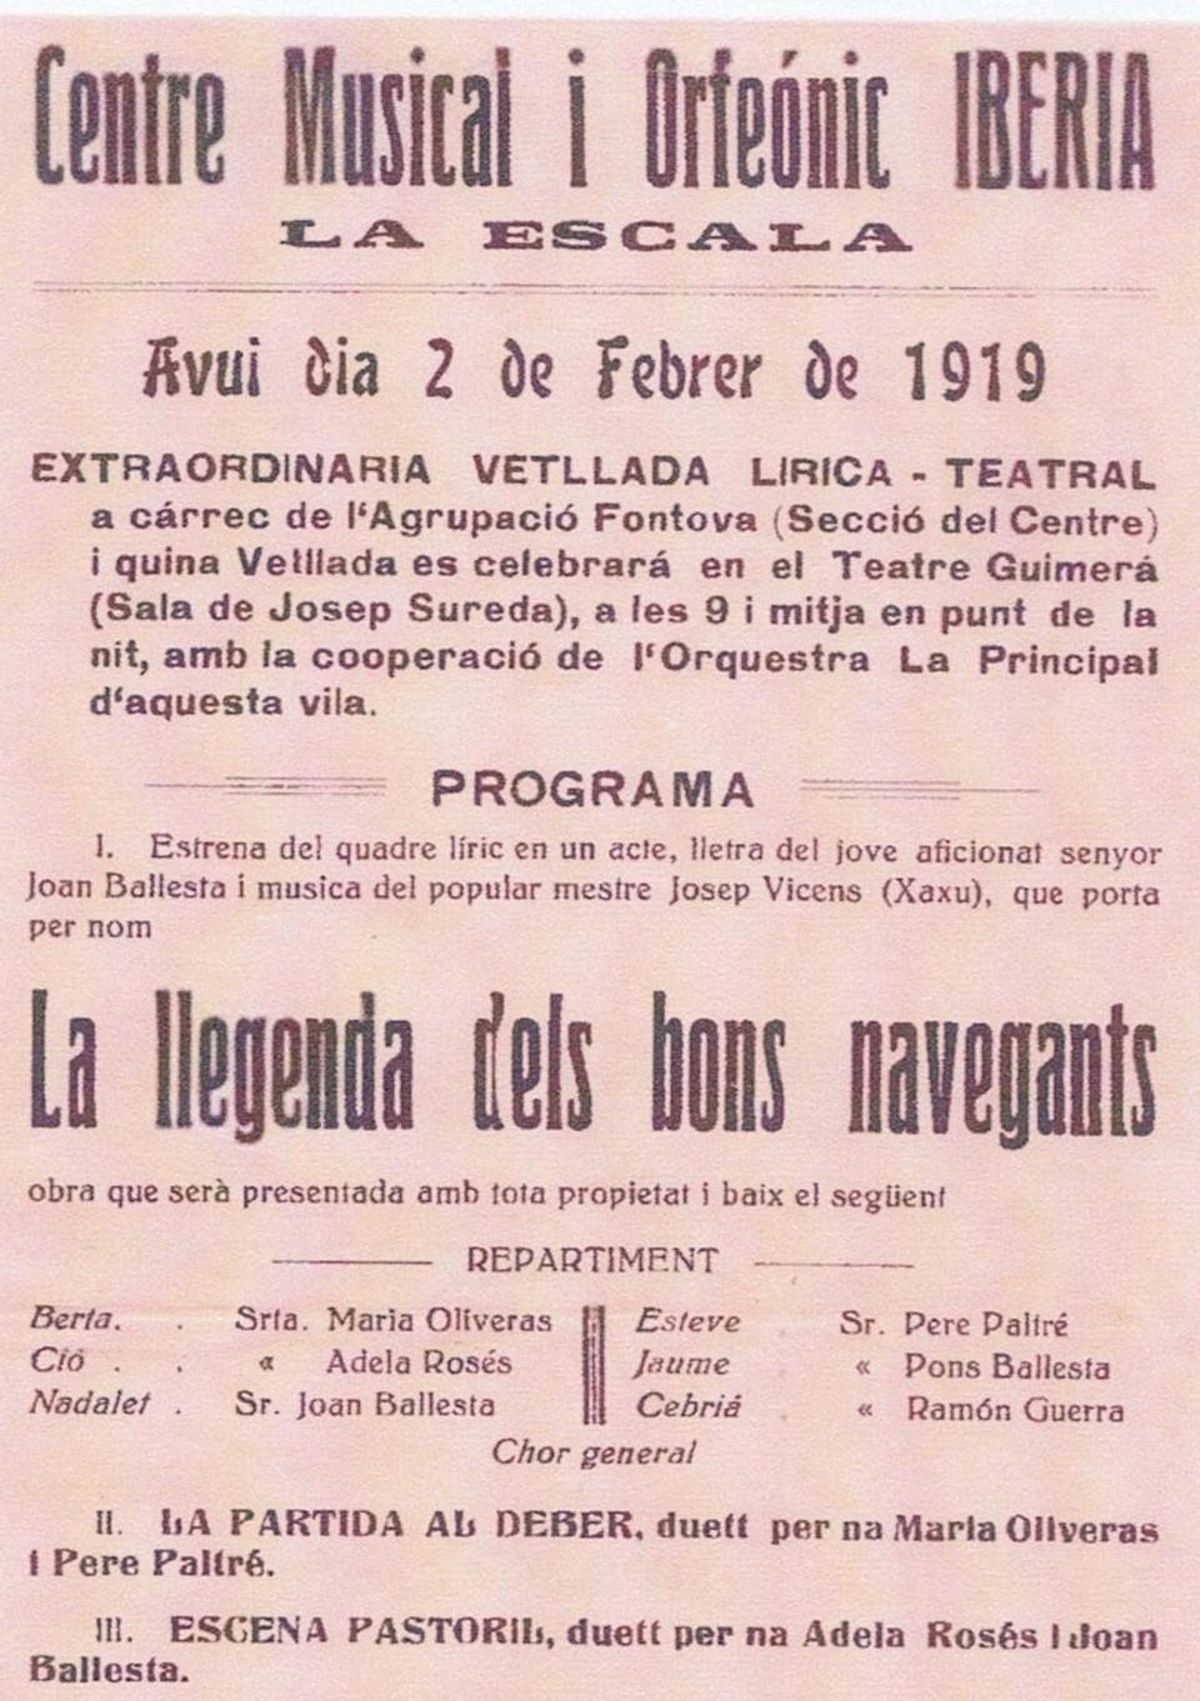 Centre Musical i Orfeónic IBERIA
LA ESCALA
Avui dia 2 de Febrer de 1919
EXTRAORDINARIA VETLLADA LIRICA - TEATRAL
a cárrec de l‘Agrupació Fontova (Secció del Centre)
i quina Vetllada es celebrará en el Teatre Guimerá
(Sala de Josep Sureda), a les 9 i mitja en punt de la
nit, amb la cooperació de l‘Orquestra La Principal
d‘aquesta vila.
PROGRAMA
I. Estrena del quadre líric en un acte, lletra del jove aficionat senyor
Joan Ballesta i musica del popular mestre Josep Vicens (Xaxu), que porta
per nom
La llegenda dels bons navegants
obra que serà presentada amb tota propietat i baix el següent
REPARTIMENT
Berta. . Srta. Maria Oliveras Esteve . Sr. Pere Paltré
Ció . . « Adela Rosés Jaume « Pons Ballesta
Nadalet . Sr. Joan Ballesta Cebriá . « Ramón Guerra
Chor general
II. LA PARTIDA AL DEBER, duett per na Maria Oliveras
i Pere Paltré.
III. ESCENA PASTORIL, duett per na Adela Rosés i Joan
Ballesta.